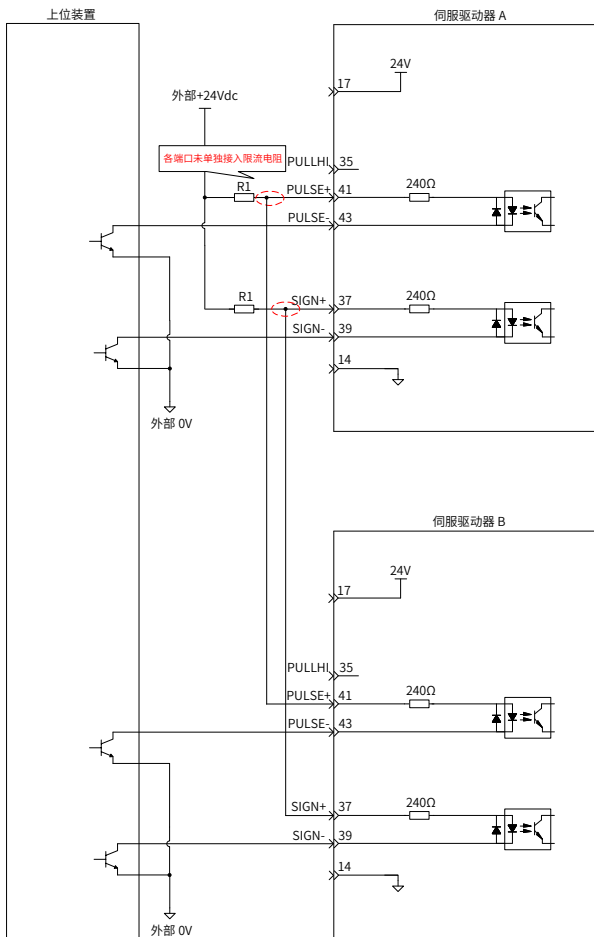 上位装置
伺服驱动器 A
24V
17
外部+24Vdc
各端口未单独接入限流电阻
PULLHI 35
R1
PULSE+ 41
240Ω
PULSE- 43
R1
SIGN+ 37
240Ω
SIGN- 39
14
外部 0V
伺服驱动器 B
24V
17
PULLHI 35
PULSE+ 41
240Ω
PULSE- 43
SIGN+ 37
240Ω
SIGN- 39
14
外部 0V